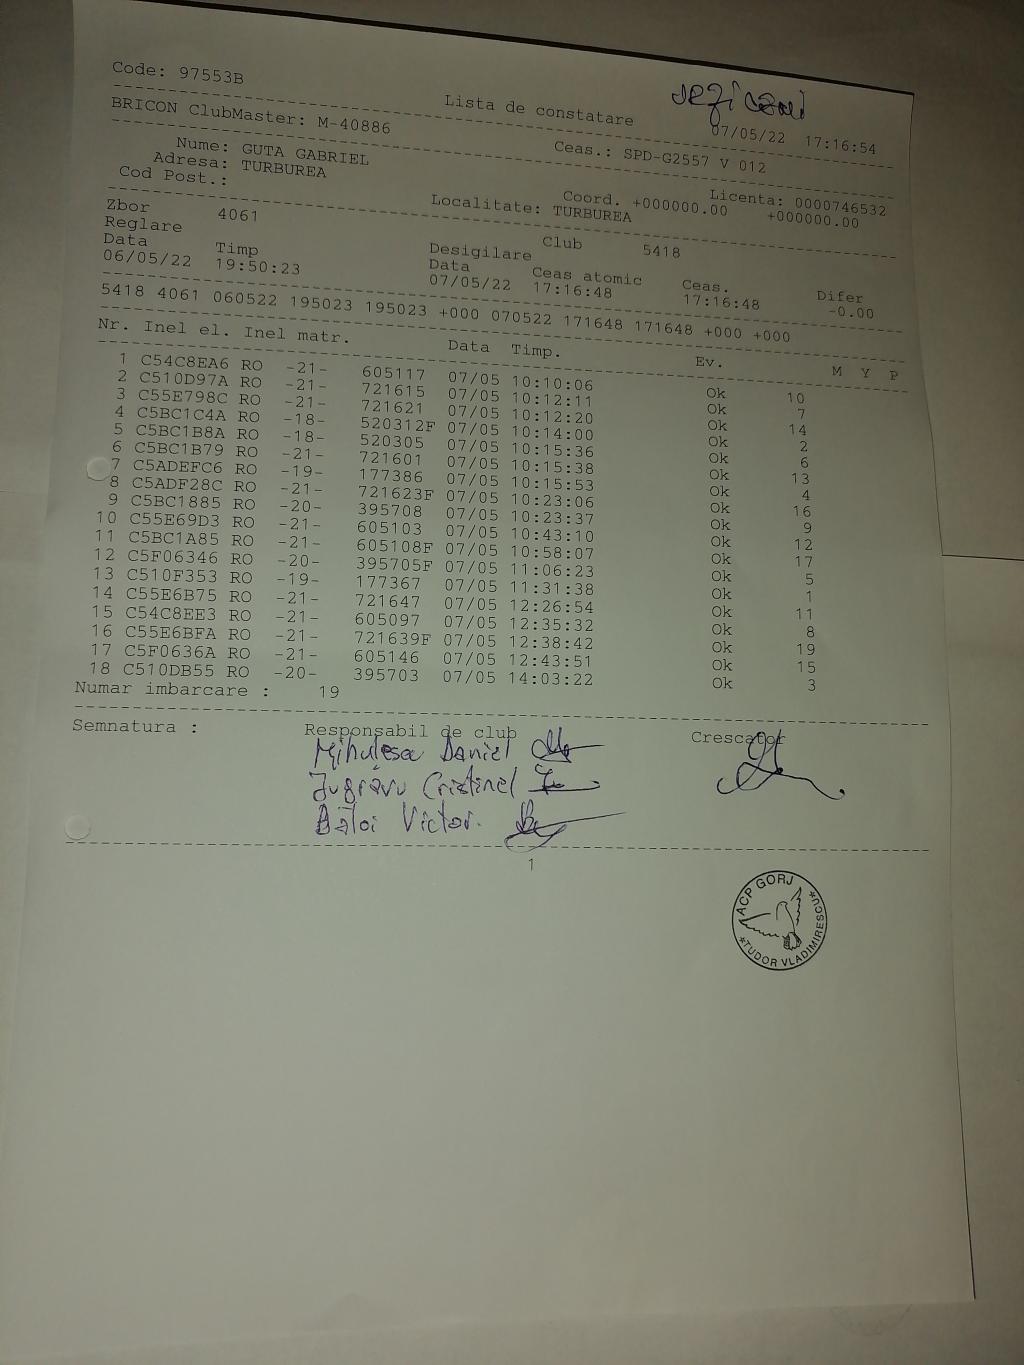 Code: 97553B
Lista de constatare 07/05/22 17:16:54
BRICON ClubMaster: M-40886 Ceas.: SPD-G2557 V 012
Nume: GUTA GABRIEL Licenta: 0000746532
Adresa: TURBUREA Coord. +000000.00 +000000.00
Cod Post.: Localitate: TURBUREA
Zbor 4061 Club 5418
Reglare Desigilare
Data Timp Data Ceas atomic Ceas. Difer
06/05/22 19:50:23 07/05/22 17:16:48 17:16:48 -0.00
5418 4061 060522 195023 195023 +000 070522 171648 171648 +000 +000
Nr. Inel el. Inel matr. Data Timp. Ev. M Y P
1 C54C8EA6 RO -21- 605117 07/05 10:10:06 Ok 10
2 C510D97A RO -21- 721615 07/05 10:12:11 Ok 7
3 C55E798C RO -21- 721621 07/05 10:12:20 Ok 14
4 C5BC1C4A RO -18- 520312F 07/05 10:14:00 Ok 2
5 C5BC1B8A RO -18- 520305 07/05 10:15:36 Ok 6
6 C5BC1B79 RO -21- 721601 07/05 10:15:38 Ok 13
7 C5ADEFC6 RO -19- 177386 07/05 10:15:53 Ok 4
8 C5ADF28C RO -21- 721623F 07/05 10:23:06 Ok 16
9 C5BC1885 RO -20- 395708 07/05 10:23:37 Ok 9
10 C55E69D3 RO -21- 605103 07/05 10:43:10 Ok 12
11 C5BC1A85 RO -21- 605108F 07/05 10:58:07 Ok 17
12 C5F06346 RO -20- 395705F 07/05 11:06:23 Ok 5
13 C510F353 RO -19- 177367 07/05 11:31:38 Ok 1
14 C55E6B75 RO -21- 721647 07/05 12:26:54 Ok 11
15 C54C8EE3 RO -21- 605097 07/05 12:35:32 Ok 8
16 C55E6BFA RO -21- 721639F 07/05 12:38:42 Ok 19
17 C5F0636A RO -21- 605146 07/05 12:43:51 Ok 15
18 C510DB55 RO -20- 395703 07/05 14:03:22 Ok 3
Numar imbarcare : 19
Semnatura : Responsabil de club Crescator
Daniel
Cristinel
Băloi Victor.
1
ACP GORJ
*TUDOR VLADIMIRESCU*